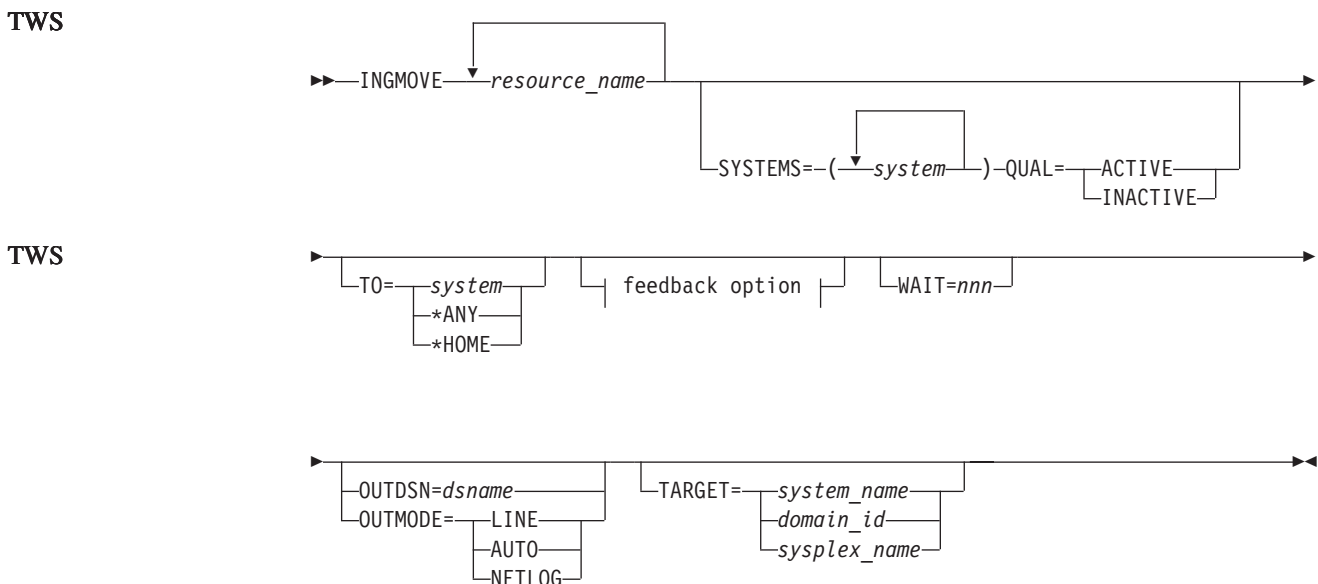 TWS
INGMOVE resource_name
SYSTEMS=(system)QUAL=ACTIVE
INACTIVE
TWS
TO=system feedback option WAIT=nnn
*ANY
*HOME
OUTDSN=dsname TARGET=system_name
OUTMODE=LINE domain_id
AUTO sysplex_name
NETLOG